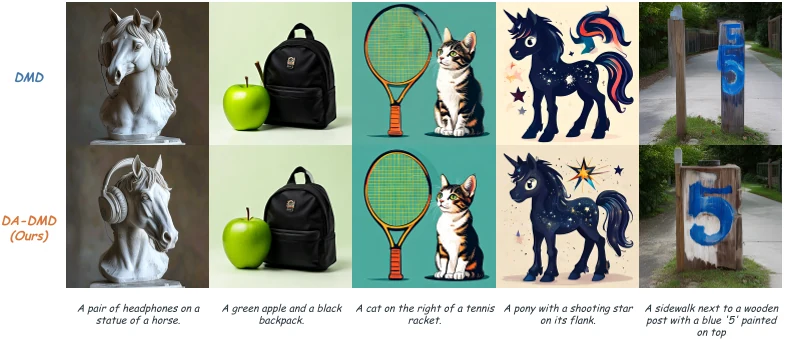 DMD
5
DA-DMD
(Ours)
5
A pair of headphones on a
statue of a horse.
A green apple and a black
backpack.
A cat on the right of a tennis
racket.
A pony with a shooting star
on its flank.
A sidewalk next to a wooden
post with a blue '5' painted
on top